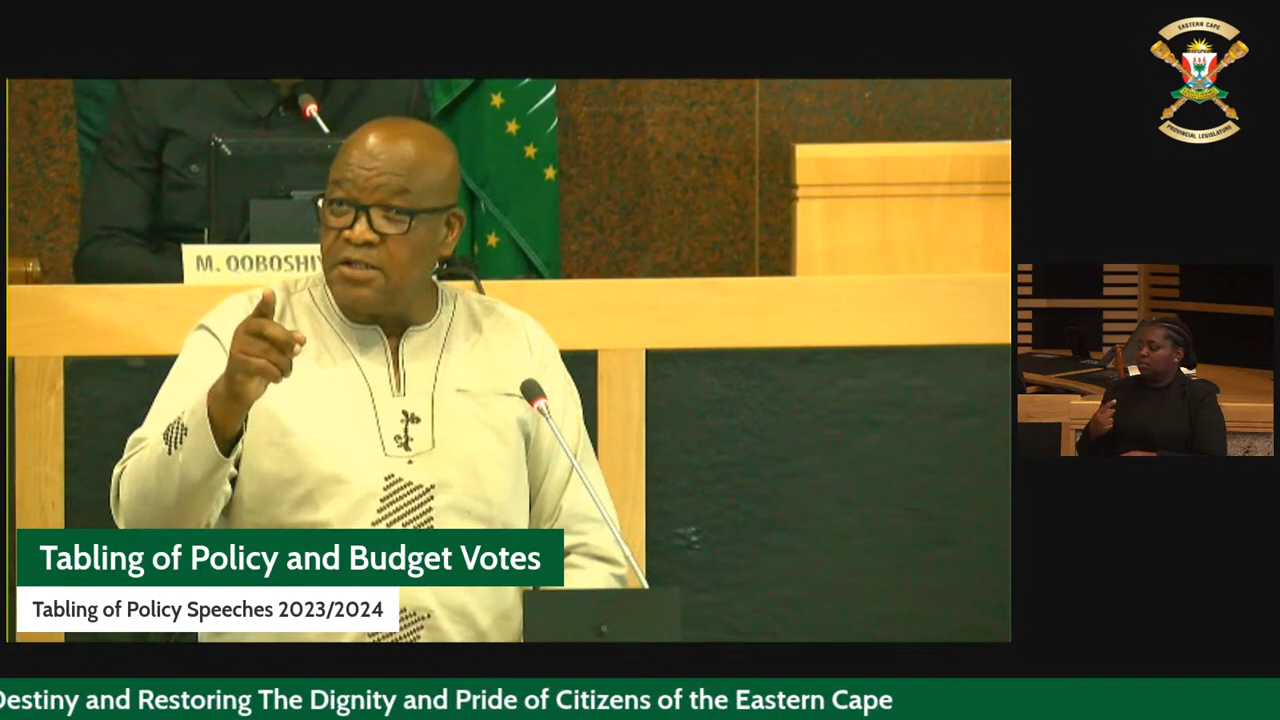 EASTERN CAPE
PROVINCIAL LEGISLATURE
M. QOBOSHIY
Tabling of Policy and Budget Votes
Tabling of Policy Speeches 2023/2024
Destiny and Restoring The Dignity and Pride of Citizens of the Eastern Cape